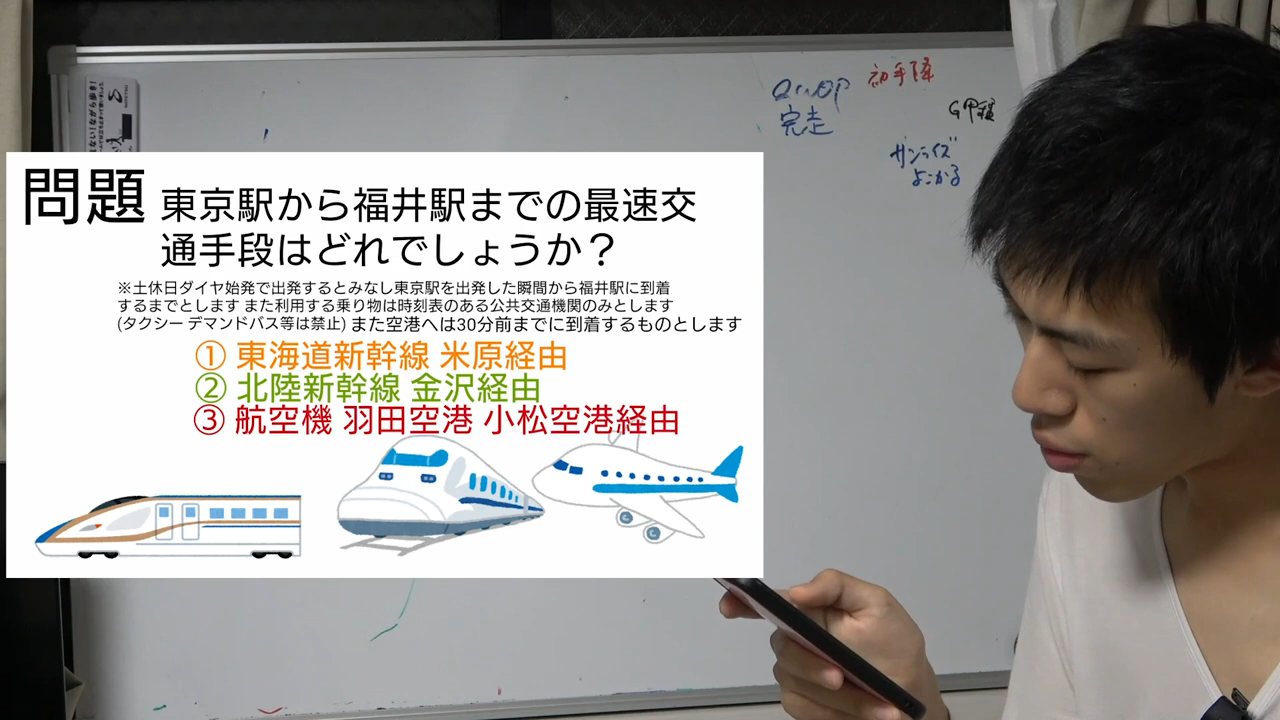 QuizOP
完走
初手降
G甲種
サンライズ
よこから
問題
東京駅から福井駅までの最速交
通手段はどれでしょうか？
※土休日ダイヤ始発で出発するとみなし東京駅を出発した瞬間から福井駅に到着
するまでとします また利用する乗り物は時刻表のある公共交通機関のみとします
(タクシー デマンドバス等は禁止) また空港へは30分前までに到着するものとします
① 東海道新幹線 米原経由
② 北陸新幹線 金沢経由
③ 航空機 羽田空港 小松空港経由